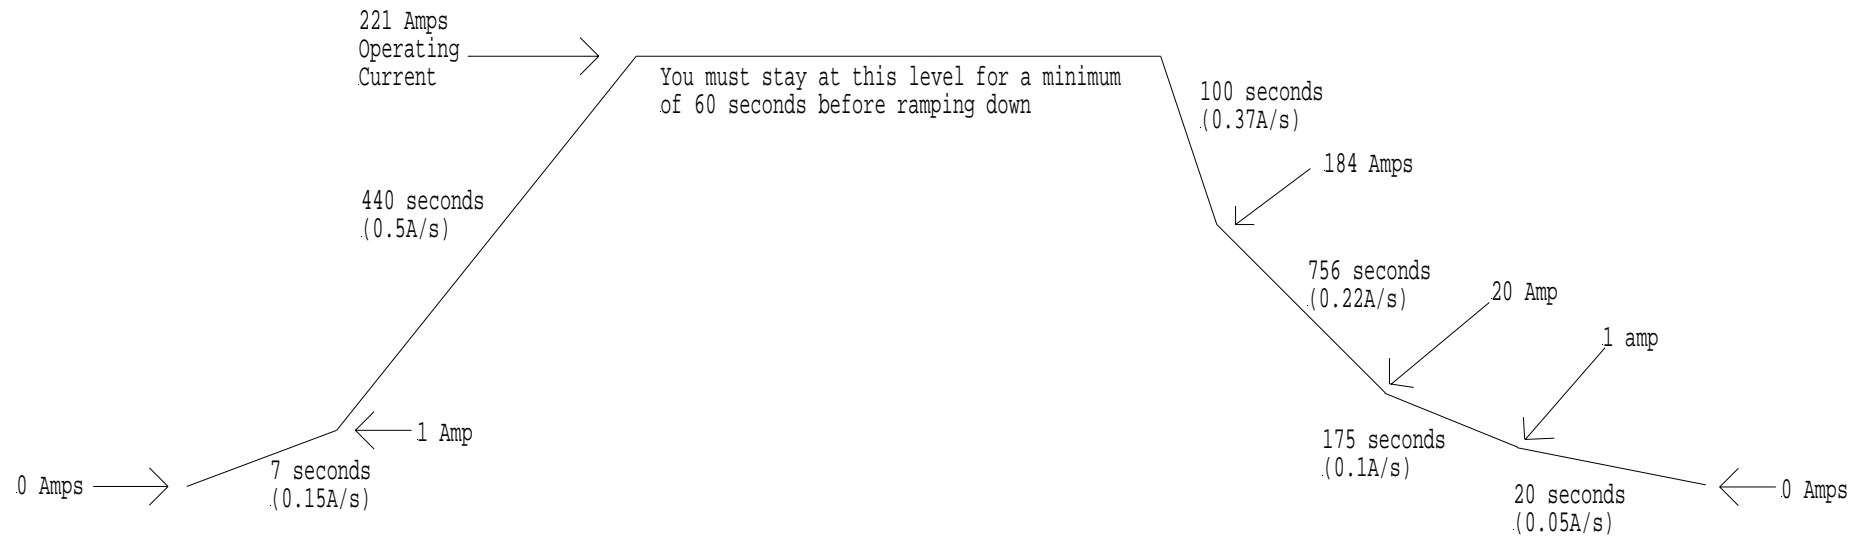 221 Amps
Operating
Current
You must stay at this level for a minimum
of 60 seconds before ramping down
100 seconds
(0.37A/s)
184 Amps
440 seconds
(0.5A/s)
756 seconds
(0.22A/s)
20 Amp
1 amp
1 Amp
175 seconds
(0.1A/s)
7 seconds
(0.15A/s)
0 Amps
20 seconds
(0.05A/s)
0 Amps